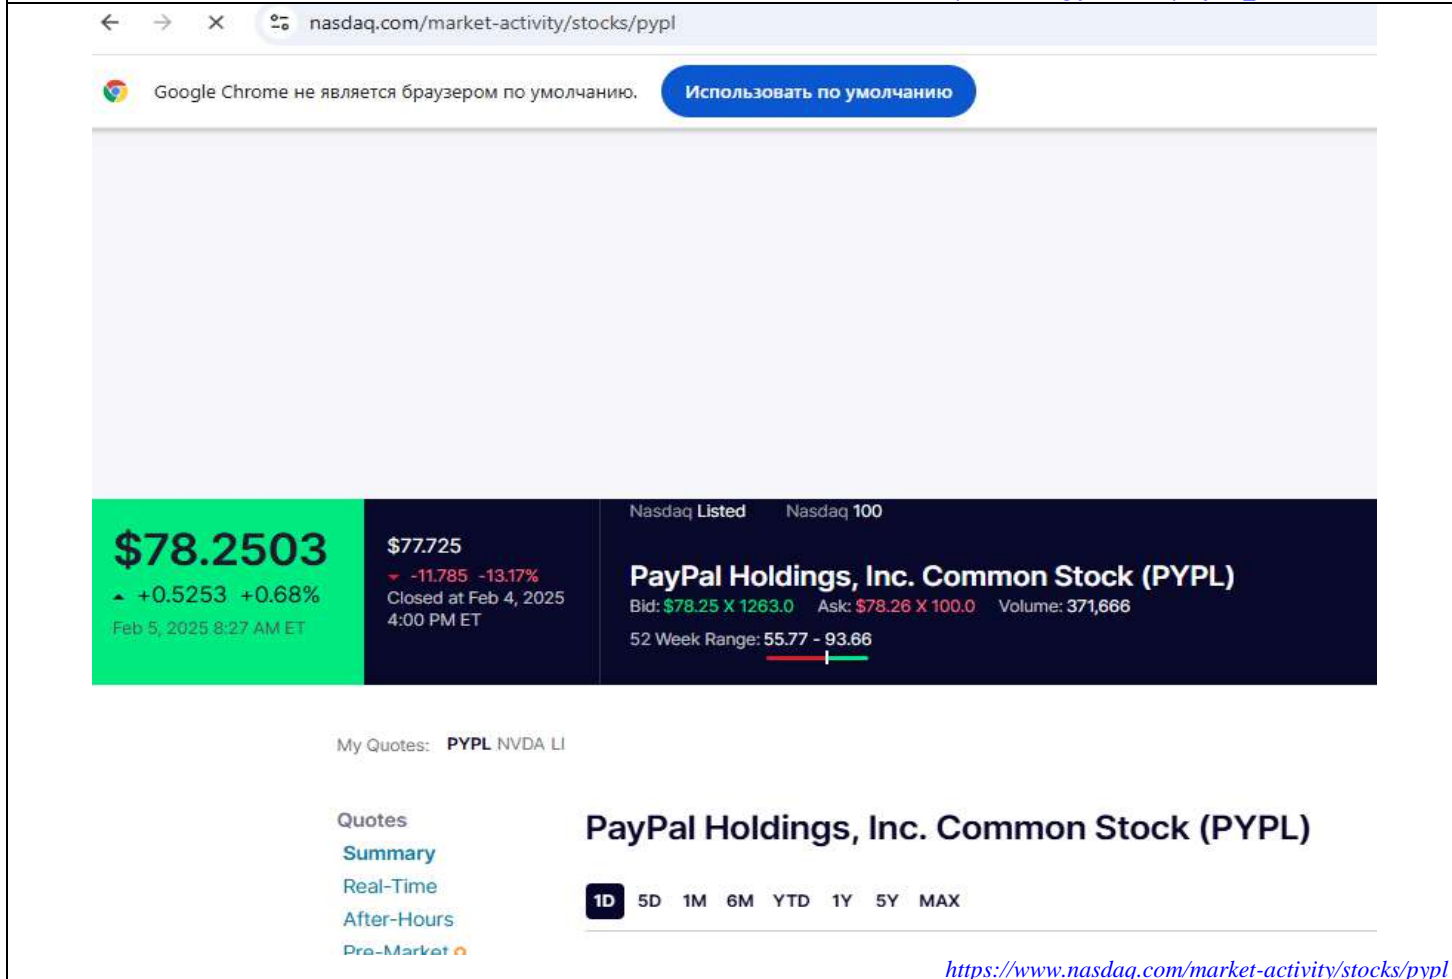 nasdaq.com/market-activity/stocks/pypl
Google Chrome не является браузером по умолчанию. Использовать по умолчанию
$78.2503
+0.5253 +0.68%
Feb 5, 2025 8:27 AM ET
$77.725
-11.785 -13.17%
Closed at Feb 4, 2025
4:00 PM ET
Nasdaq Listed Nasdaq 100
PayPal Holdings, Inc. Common Stock (PYPL)
Bid: $78.25 X 1263.0 Ask: $78.26 X 100.0 Volume: 371,666
52 Week Range: 55.77 - 93.66
My Quotes: PYPL NVDA LI
Quotes
Summary
Real-Time
After-Hours
Pre-Market
PayPal Holdings, Inc. Common Stock (PYPL)
1D 5D 1M 6M YTD 1Y 5Y MAX
https://www.nasdaq.com/market-activity/stocks/pypl